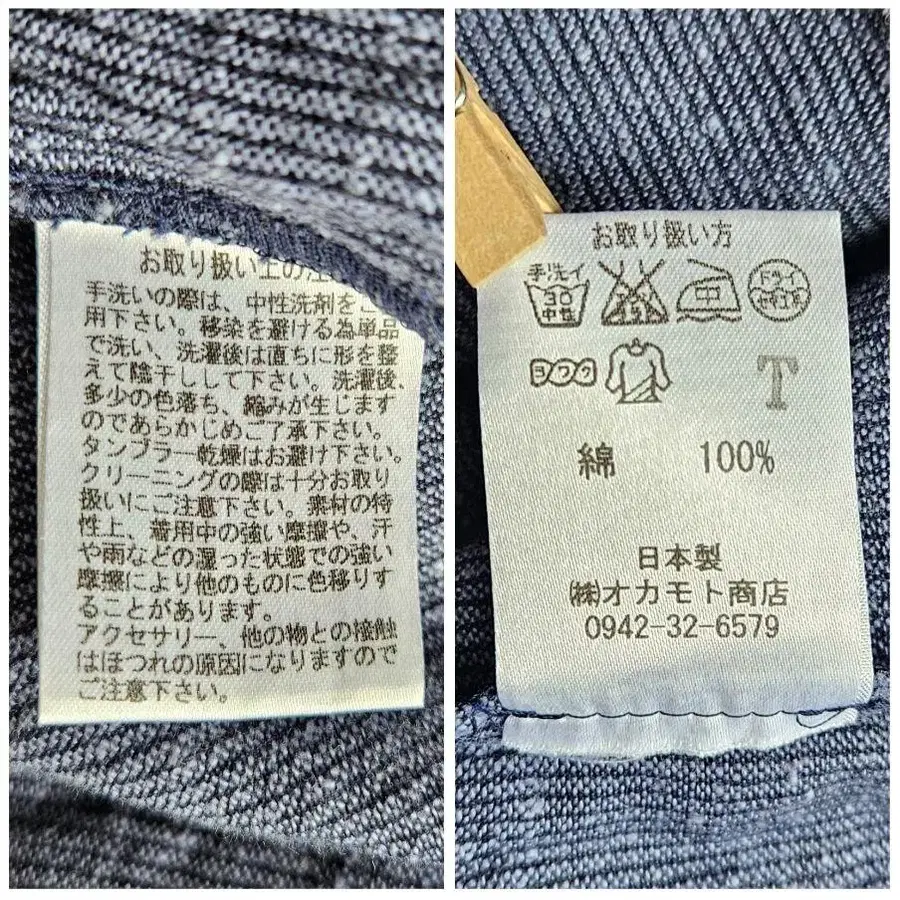 お取り扱い上の注
手洗いの際は、中性洗剤をご
用下さい。移染を避ける為単品
で洗い、洗濯後は直ちに形を整
えて陰干しして下さい。洗濯後、
多少の色落ち、縮みが生じます
のであらかじめご了承下さい。
タンブラー乾燥はお避け下さい。
クリーニングの際は十分お取り
扱いにご注意下さい。素材の特
性上、着用中の強い摩擦や、汗
や雨などの湿った状態での強い
摩擦により他のものに色移りす
ることがあります。
アクセサリー、他の物との接触
はほつれの原因になりますので
ご注意下さい。
お取り扱い方
手洗イ 30 中性 エンソサラシ 中 ドライ セキユ系
ヨワク
T
綿 100%
日本製
㈱オカモト商店
0942-32-6579